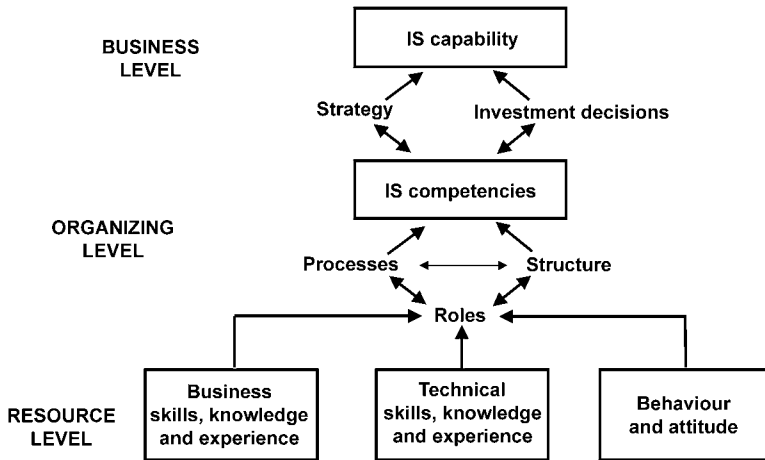 BUSINESS
LEVEL
IS capability
Strategy
Investment decisions
IS competencies
ORGANIZING
LEVEL
Processes
Structure
Roles
RESOURCE
LEVEL
Business
skills, knowledge
and experience
Technical
skills, knowledge
and experience
Behaviour
and attitude